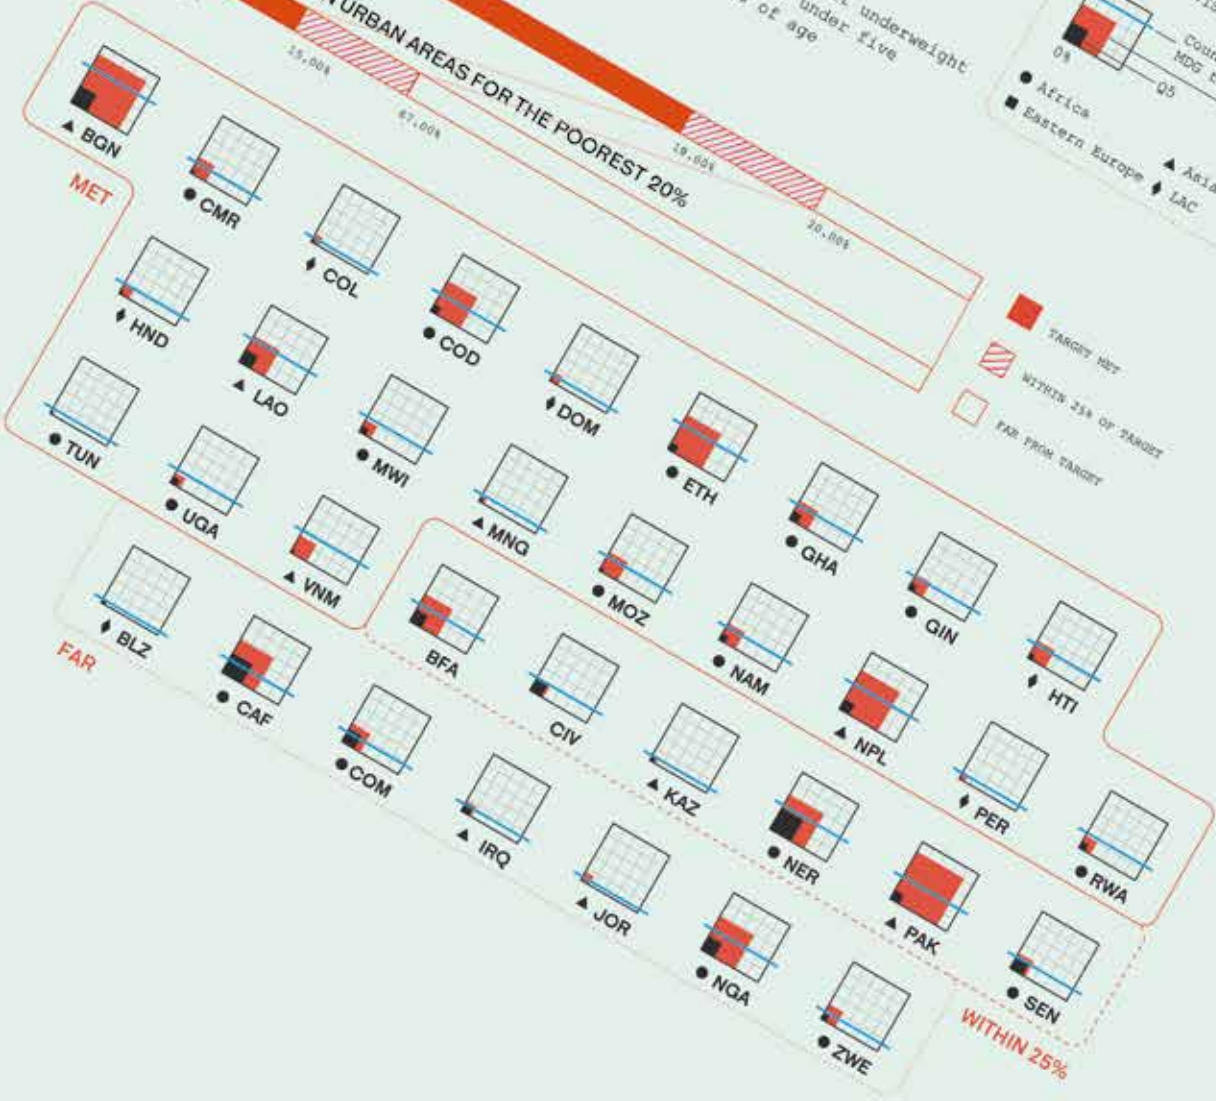 N URBAN AREAS FOR THE POOREST 20%
15.00%
67.00%
19.00%
20.00%
underweight
under five
of age
0%
Coun
MDG t
Q5
Africa
Eastern Europe
Asia
LAC
TARGET MET
WITHIN 25% OF TARGET
FAR FROM TARGET
MET
BGN
CMR
COL
COD
DOM
ETH
GHA
GIN
HTI
HND
LAO
MWI
MNG
MOZ
NAM
NPL
PER
RWA
TUN
UGA
VNM
BFA
CIV
KAZ
NER
PAK
SEN
WITHIN 25%
FAR
BLZ
CAF
COM
IRQ
JOR
NGA
ZWE